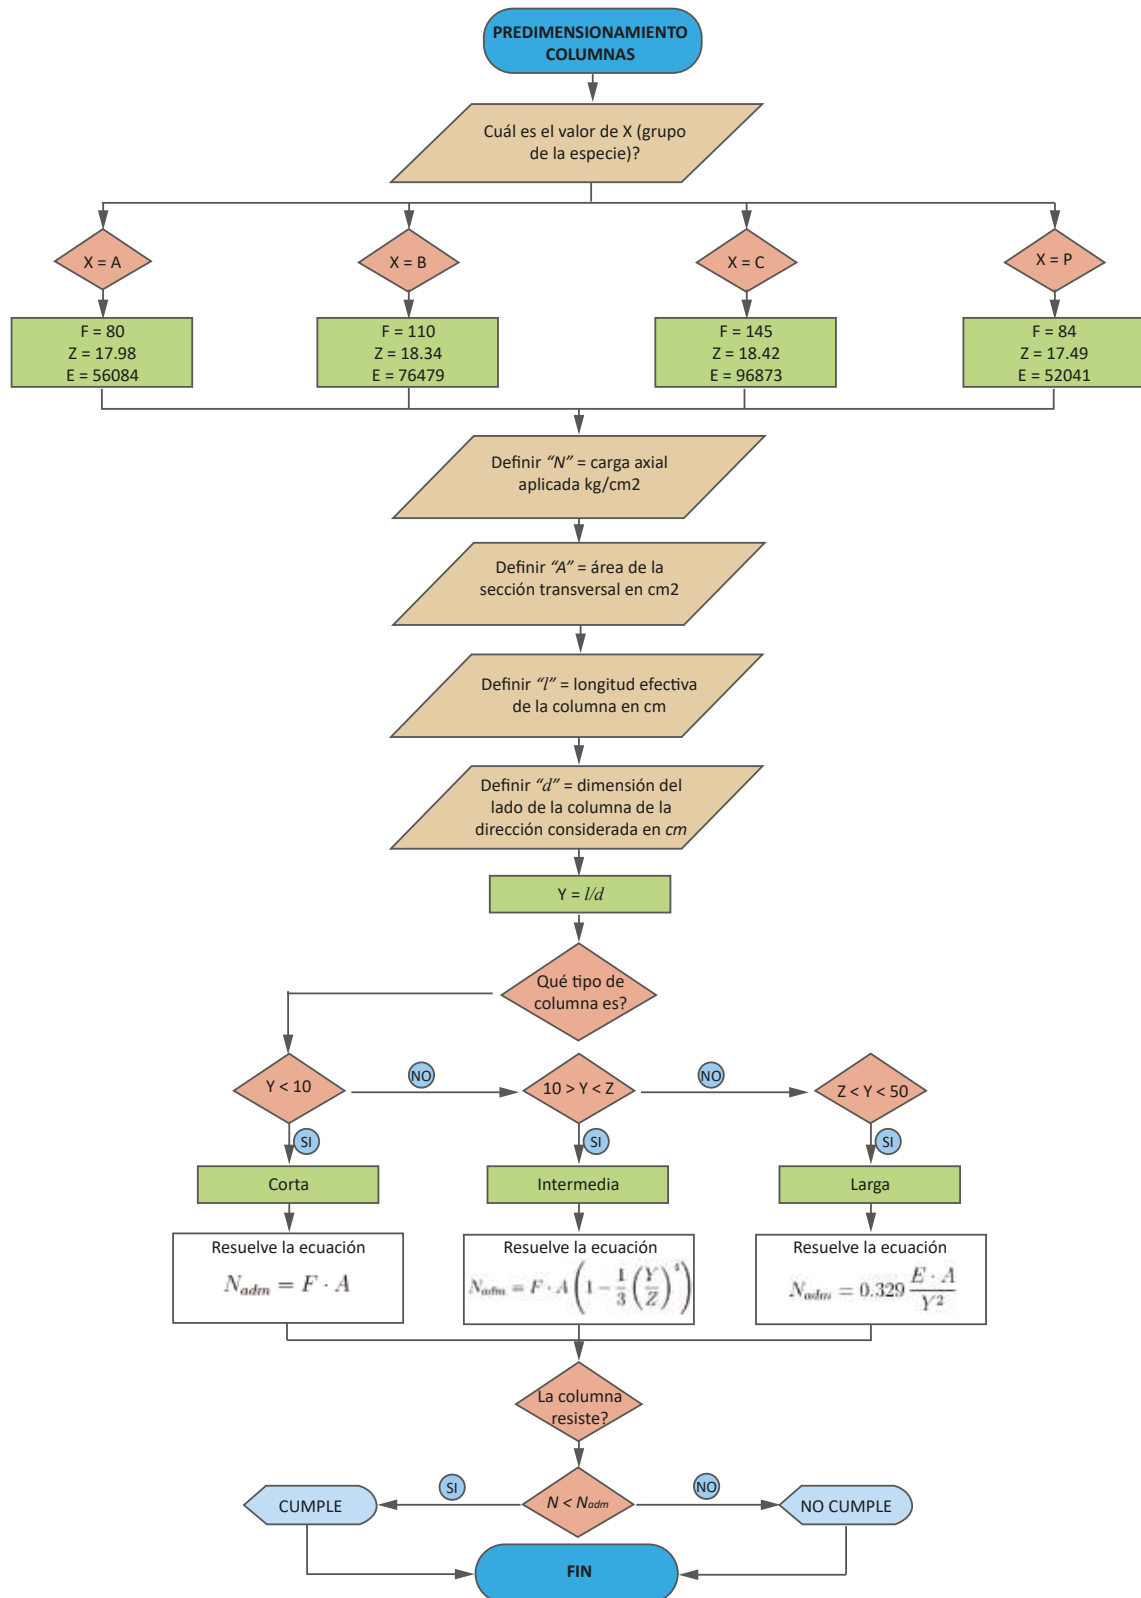 PREDIMENSIONAMIENTO
COLUMNAS
Cuál es el valor de X (grupo
de la especie)?
X = A
X = B
X = C
X = P
F = 80
Z = 17.98
E = 56084
F = 110
Z = 18.34
E = 76479
F = 145
Z = 18.42
E = 96873
F = 84
Z = 17.49
E = 52041
Definir “N” = carga axial
aplicada kg/cm2
Definir “A” = área de la
sección transversal en cm2
Definir “l” = longitud efectiva
de la columna en cm
Definir “d” = dimensión del
lado de la columna de la
dirección considerada en cm
Y = l/d
Qué tipo de
columna es?
Y < 10
NO
10 > Y < Z
NO
Z < Y < 50
SI
SI
SI
Corta
Intermedia
Larga
Resuelve la ecuación
N_adm = F · A
Resuelve la ecuación
N_adm = F · A (1 − 1/3 (Y/Z)^4)
Resuelve la ecuación
N_adm = 0.329 E · A / Y^2
La columna
resiste?
N < Nadm
SI
NO
CUMPLE
NO CUMPLE
FIN